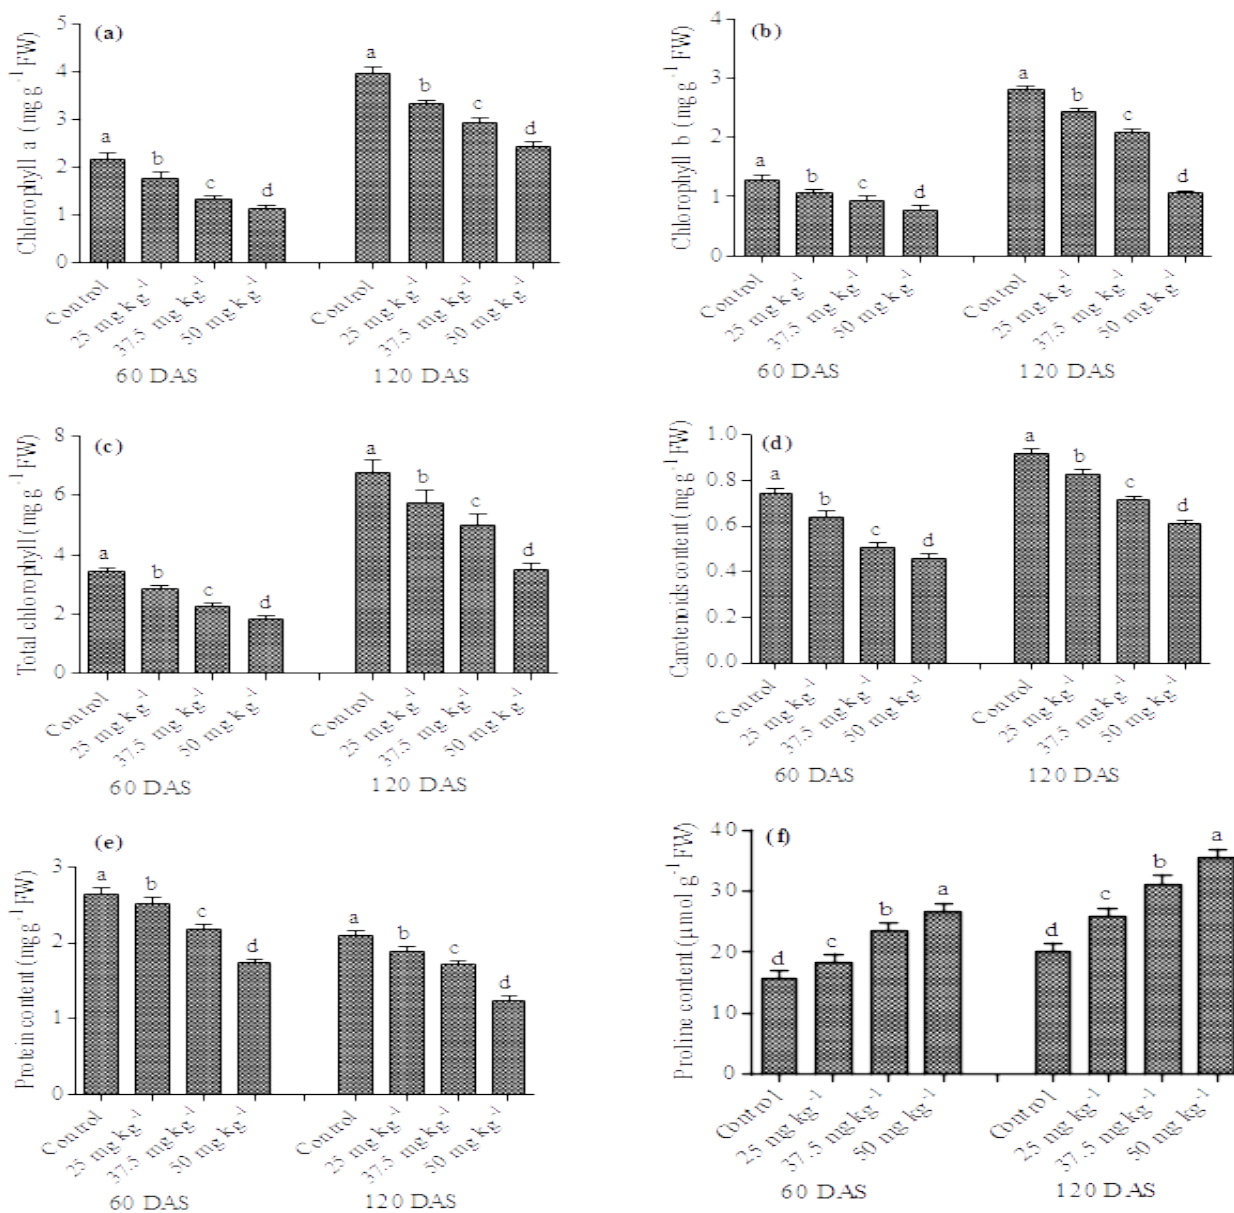 (a)
Chlorophyll a (mg g⁻¹ FW)
5
4
3
2
1
0
a
b
c
d
a
b
c
d
Control
25 mg kg⁻¹
37.5 mg kg⁻¹
50 mg kg⁻¹
Control
25 mg kg⁻¹
37.5 mg kg⁻¹
50 mg kg⁻¹
60 DAS
120 DAS
(b)
Chlorophyll b (mg g⁻¹ FW)
4
3
2
1
0
a
b
c
d
a
b
c
d
Control
25 mg kg⁻¹
37.5 mg kg⁻¹
50 mg kg⁻¹
Control
25 mg kg⁻¹
37.5 mg kg⁻¹
50 mg kg⁻¹
60 DAS
120 DAS
(c)
Total chlorophyll (mg g⁻¹ FW)
8
6
4
2
0
a
b
c
d
a
b
c
d
Control
25 mg kg⁻¹
37.5 mg kg⁻¹
50 mg kg⁻¹
Control
25 mg kg⁻¹
37.5 mg kg⁻¹
50 mg kg⁻¹
60 DAS
120 DAS
(d)
Carotenoids content (mg g⁻¹ FW)
1.0
0.8
0.6
0.4
0.2
0.0
a
b
c
d
a
b
c
d
Control
25 mg kg⁻¹
37.5 mg kg⁻¹
50 mg kg⁻¹
Control
25 mg kg⁻¹
37.5 mg kg⁻¹
50 mg kg⁻¹
60 DAS
120 DAS
(e)
Protein content (mg g⁻¹ FW)
3
2
1
0
a
b
c
d
a
b
c
d
Control
25 mg kg⁻¹
37.5 mg kg⁻¹
50 mg kg⁻¹
Control
25 mg kg⁻¹
37.5 mg kg⁻¹
50 mg kg⁻¹
60 DAS
120 DAS
(f)
Proline content (μmol g⁻¹ FW)
40
30
20
10
0
d
c
b
a
d
c
b
a
Control
25 mg kg⁻¹
37.5 mg kg⁻¹
50 mg kg⁻¹
Control
25 mg kg⁻¹
37.5 mg kg⁻¹
50 mg kg⁻¹
60 DAS
120 DAS